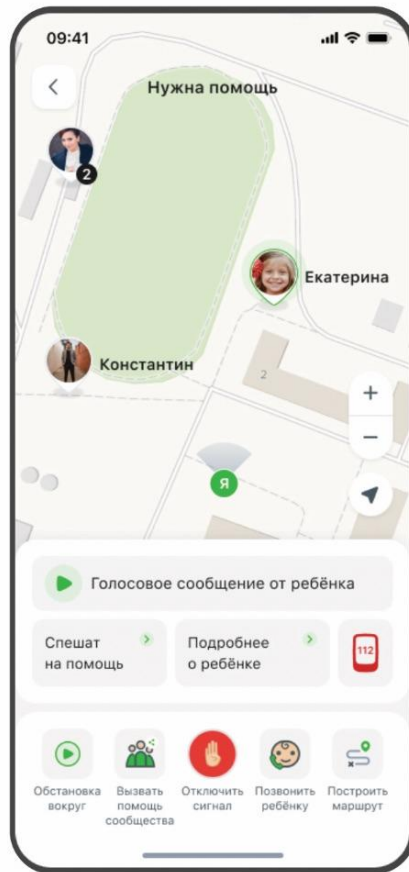 09:41
Нужна помощь
2
Екатерина
Константин
2
+
−
Я
Голосовое сообщение от ребёнка
Спешат
на помощь
Подробнее
о ребёнке
112
Обстановка
вокруг
Вызвать
помощь
сообщества
Отключить
сигнал
Позвонить
ребёнку
Построить
маршрут